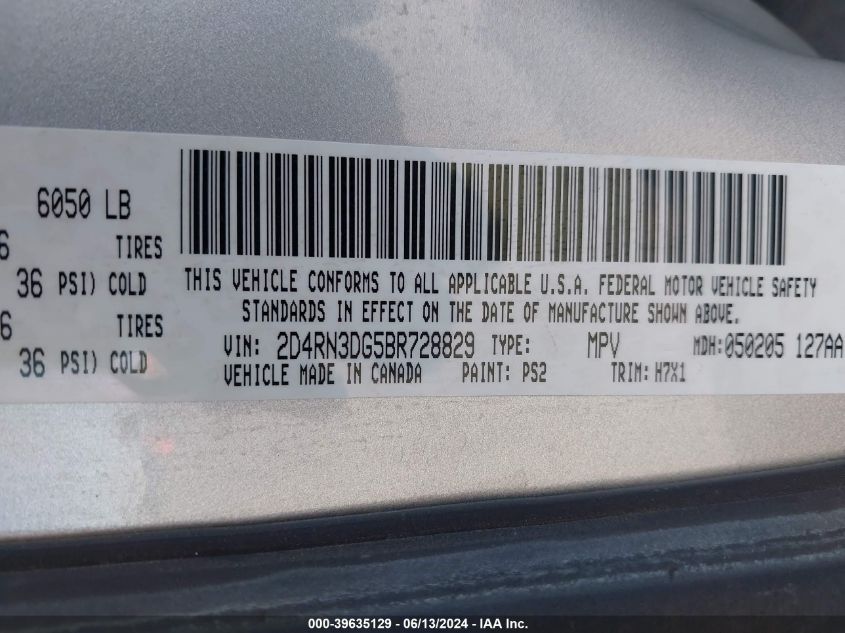 6050 LB
6 TIRES
36 PSI) COLD
6 TIRES
36 PSI) COLD
THIS VEHICLE CONFORMS TO ALL APPLICABLE U.S.A. FEDERAL MOTOR VEHICLE SAFETY
STANDARDS IN EFFECT ON THE DATE OF MANUFACTURE SHOWN ABOVE.
VIN: 2D4RN3DG5BR728829 TYPE: MPV MDH:050205 127AA
VEHICLE MADE IN CANADA PAINT: PS2 TRIM: H7X1
000-39635129 - 06/13/2024 - IAA Inc.